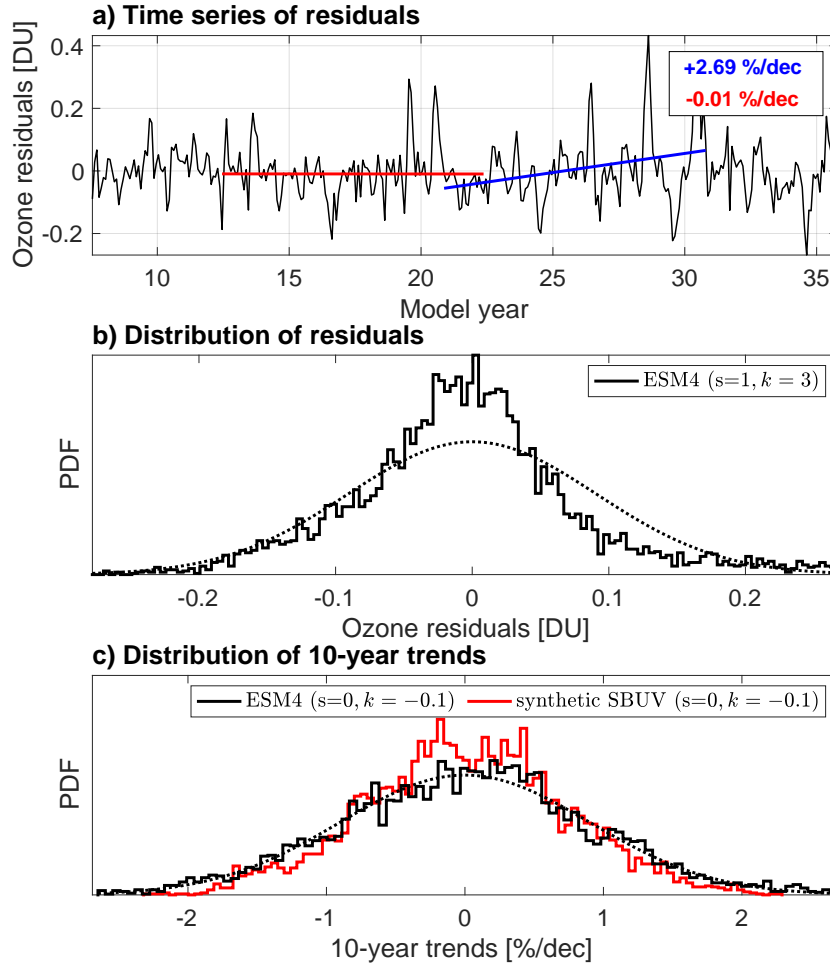 a) Time series of residuals
Ozone residuals [DU]
0.4
0.2
0
-0.2
+2.69 %/dec
-0.01 %/dec
10 15 20 25 30 35
Model year
b) Distribution of residuals
PDF
ESM4 (s=1, k = 3)
-0.2 -0.1 0 0.1 0.2
Ozone residuals [DU]
c) Distribution of 10-year trends
PDF
ESM4 (s=0, k = −0.1) synthetic SBUV (s=0, k = −0.1)
-2 -1 0 1 2
10-year trends [%/dec]